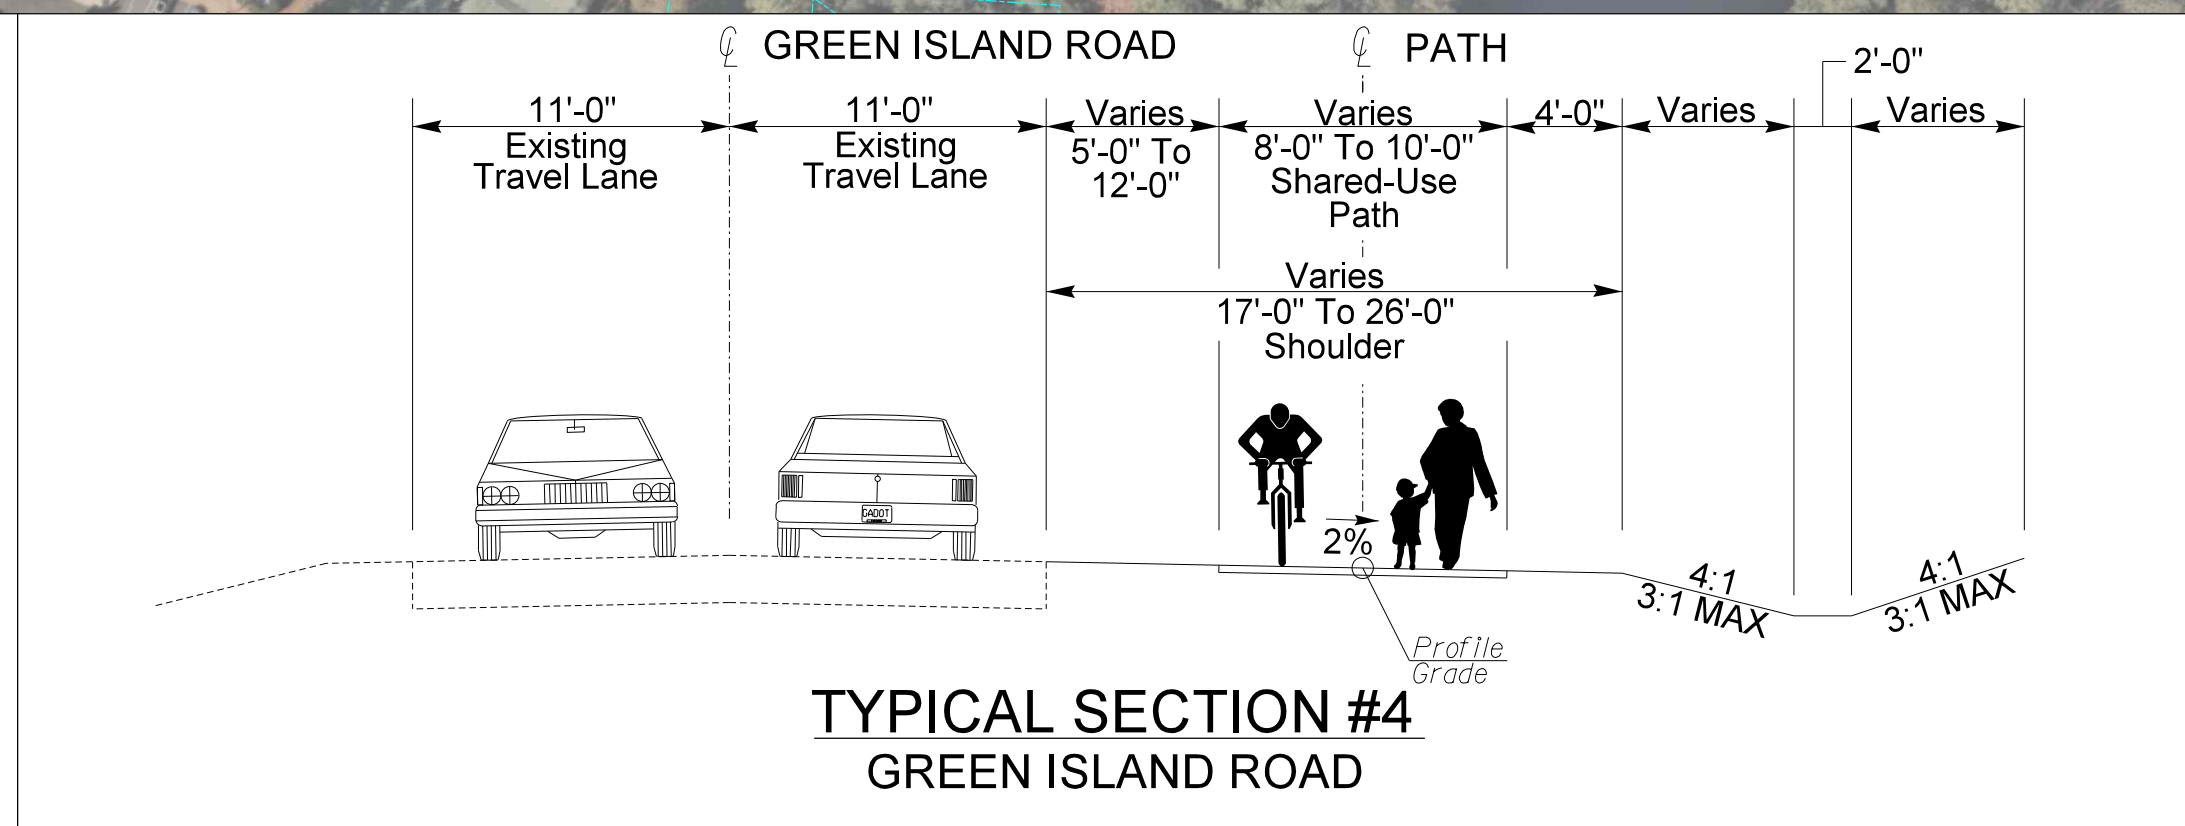 ℄ GREEN ISLAND ROAD
℄ PATH
2'-0"
11'-0"
Existing
Travel Lane
11'-0"
Existing
Travel Lane
Varies
5'-0" To
12'-0"
Varies
8'-0" To 10'-0"
Shared-Use
Path
4'-0"
Varies
Varies
Varies
17'-0" To 26'-0"
Shoulder
GADOT
2%
4:1
3:1 MAX
4:1
3:1 MAX
Profile
Grade
TYPICAL SECTION #4
GREEN ISLAND ROAD